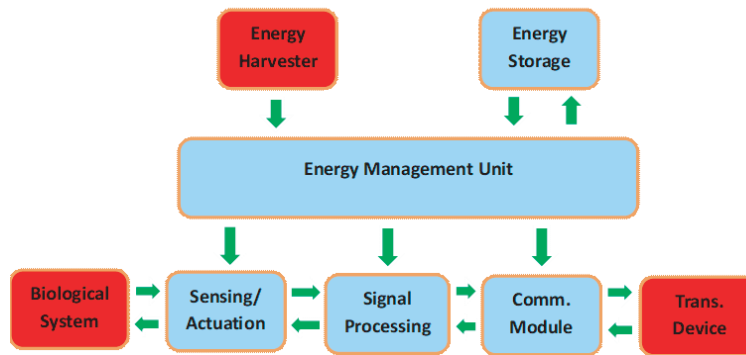 Energy
Harvester
Energy
Storage
Energy Management Unit
Biological
System
Sensing/
Actuation
Signal
Processing
Comm.
Module
Trans.
Device